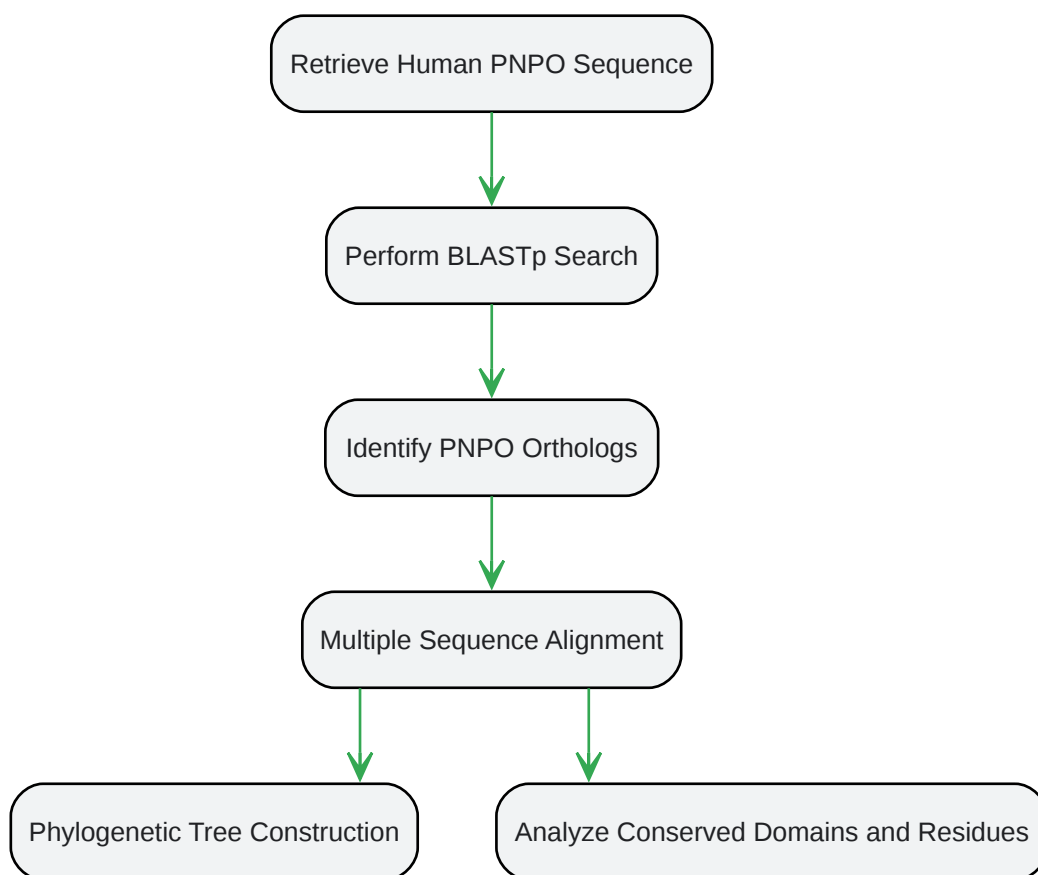 Retrieve Human PNPO Sequence
Perform BLASTp Search
Identify PNPO Orthologs
Multiple Sequence Alignment
Phylogenetic Tree Construction
Analyze Conserved Domains and Residues